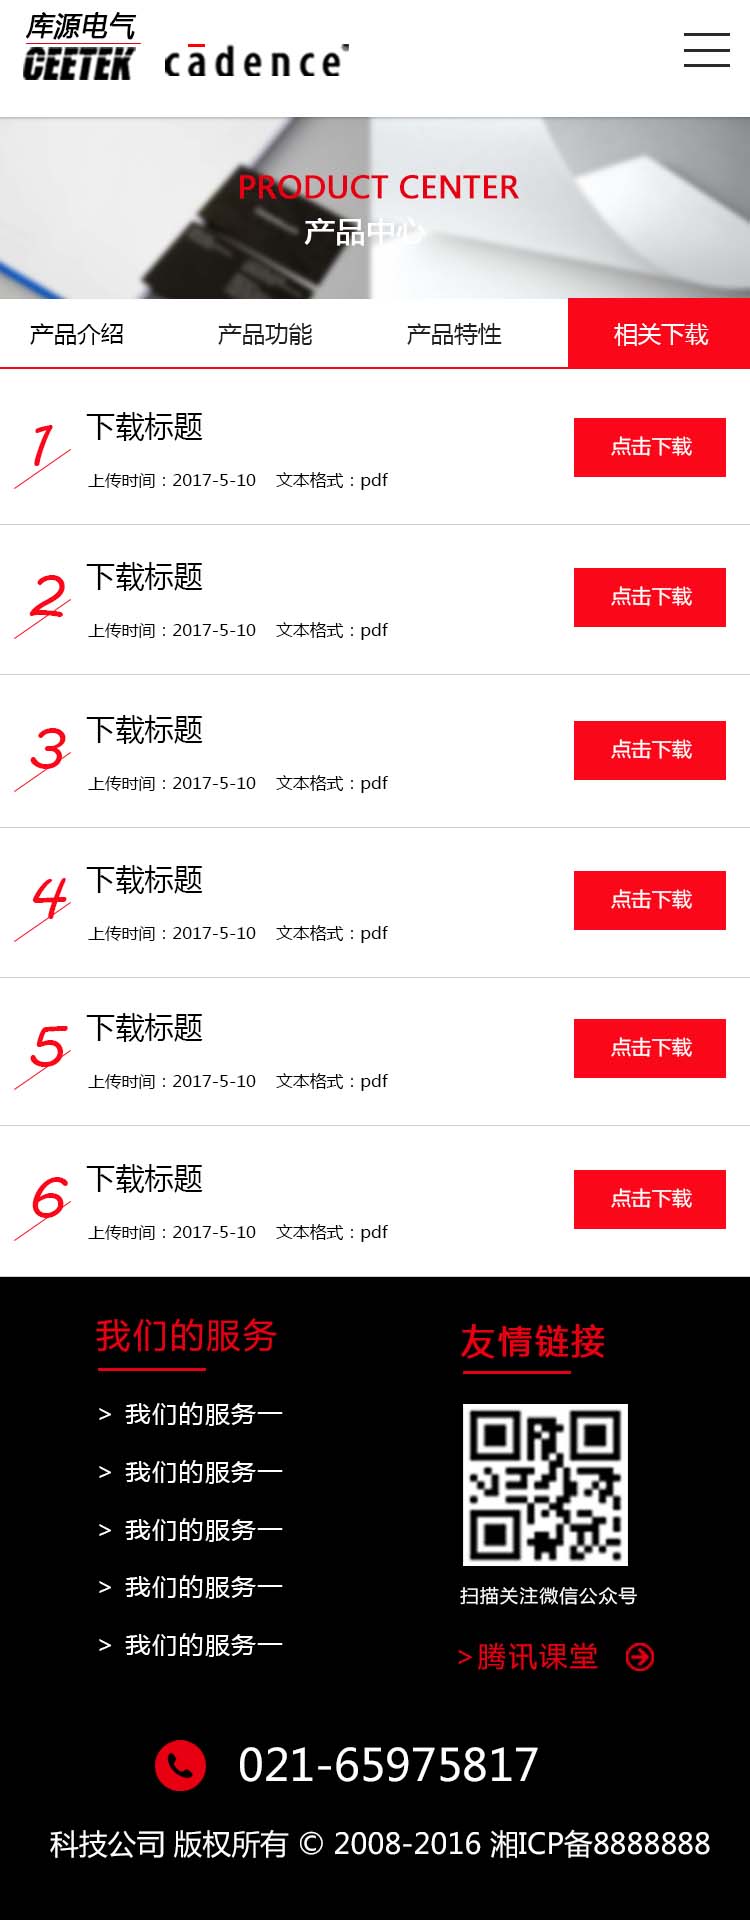 库源电气
CEETEK cādence
PRODUCT CENTER
产品中心
产品介绍 产品功能 产品特性 相关下载
1 下载标题 点击下载
上传时间：2017-5-10 文本格式：pdf
2 下载标题 点击下载
上传时间：2017-5-10 文本格式：pdf
3 下载标题 点击下载
上传时间：2017-5-10 文本格式：pdf
4 下载标题 点击下载
上传时间：2017-5-10 文本格式：pdf
5 下载标题 点击下载
上传时间：2017-5-10 文本格式：pdf
6 下载标题 点击下载
上传时间：2017-5-10 文本格式：pdf
我们的服务
> 我们的服务一
> 我们的服务一
> 我们的服务一
> 我们的服务一
> 我们的服务一
友情链接
扫描关注微信公众号
>腾讯课堂
021-65975817
科技公司 版权所有 © 2008-2016 湘ICP备8888888